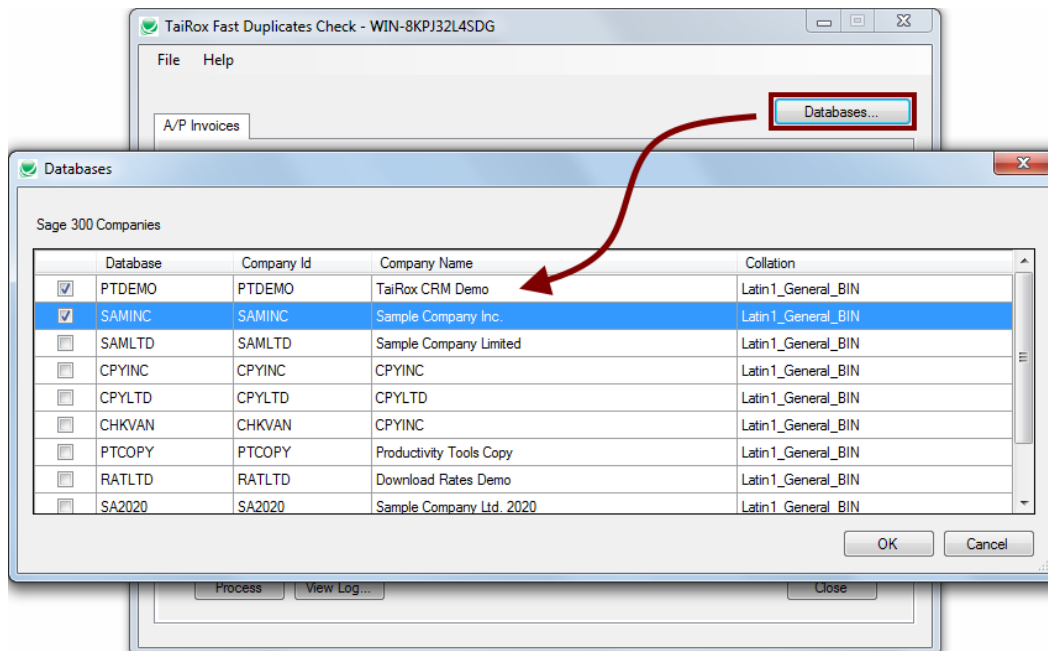 TaiRox Fast Duplicates Check - WIN-8KPJ32L4SDG
File Help
Databases...
A/P Invoices
Databases
Sage 300 Companies
Database Company Id Company Name Collation
PTDEMO PTDEMO TaiRox CRM Demo Latin1_General_BIN
SAMINC SAMINC Sample Company Inc. Latin1_General_BIN
SAMLTD SAMLTD Sample Company Limited Latin1_General_BIN
CPYINC CPYINC CPYINC Latin1_General_BIN
CPYLTD CPYLTD CPYLTD Latin1_General_BIN
CHKVAN CHKVAN CPYINC Latin1_General_BIN
PTCOPY PTCOPY Productivity Tools Copy Latin1_General_BIN
RATLTD RATLTD Download Rates Demo Latin1_General_BIN
SA2020 SA2020 Sample Company Ltd. 2020 Latin1_General_BIN
OK Cancel
Process View Log... Close